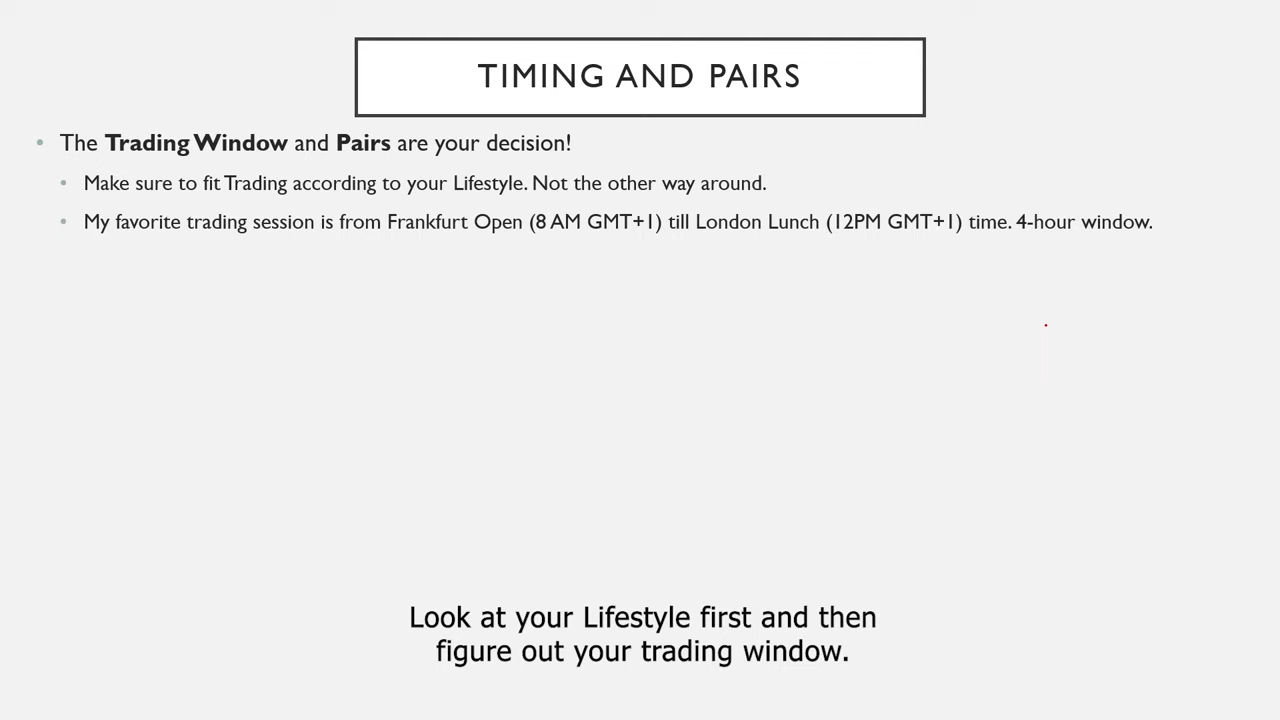 TIMING AND PAIRS
• The Trading Window and Pairs are your decision!
• Make sure to fit Trading according to your Lifestyle. Not the other way around.
• My favorite trading session is from Frankfurt Open (8 AM GMT+1) till London Lunch (12PM GMT+1) time. 4-hour window.
Look at your Lifestyle first and then
figure out your trading window.